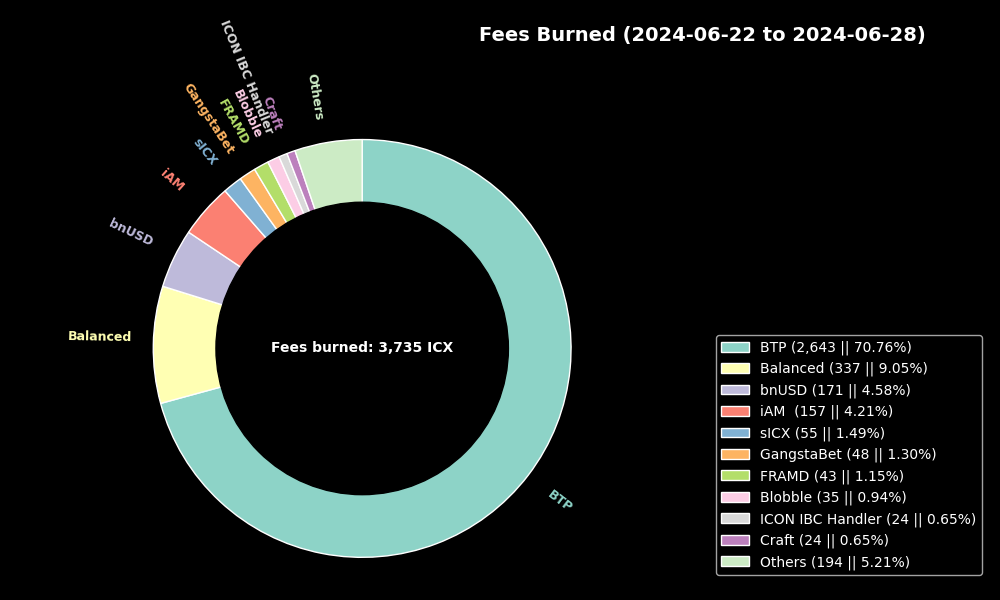 Fees Burned (2024-06-22 to 2024-06-28)
ICON IBC Handler
Others
Craft
Blobble
FRAMD
GangstaBet
sICX
iAM
bnUSD
Balanced
Fees burned: 3,735 ICX
BTP
BTP (2,643 || 70.76%)
Balanced (337 || 9.05%)
bnUSD (171 || 4.58%)
iAM  (157 || 4.21%)
sICX (55 || 1.49%)
GangstaBet (48 || 1.30%)
FRAMD (43 || 1.15%)
Blobble (35 || 0.94%)
ICON IBC Handler (24 || 0.65%)
Craft (24 || 0.65%)
Others (194 || 5.21%)